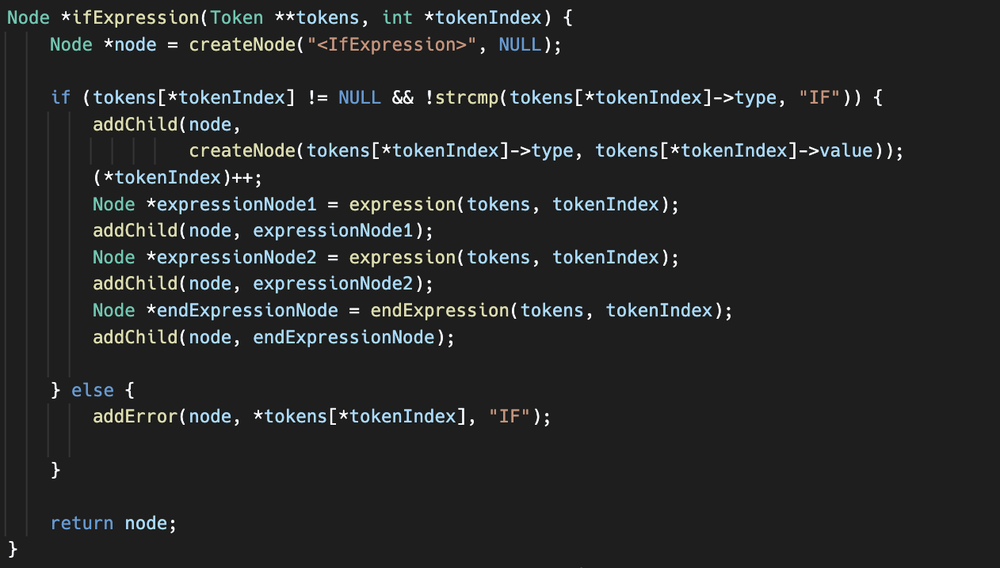 Node *ifExpression(Token **tokens, int *tokenIndex) {
    Node *node = createNode("<IfExpression>", NULL);

    if (tokens[*tokenIndex] != NULL && !strcmp(tokens[*tokenIndex]->type, "IF")) {
        addChild(node,
                 createNode(tokens[*tokenIndex]->type, tokens[*tokenIndex]->value));
        (*tokenIndex)++;
        Node *expressionNode1 = expression(tokens, tokenIndex);
        addChild(node, expressionNode1);
        Node *expressionNode2 = expression(tokens, tokenIndex);
        addChild(node, expressionNode2);
        Node *endExpressionNode = endExpression(tokens, tokenIndex);
        addChild(node, endExpressionNode);

    } else {
        addError(node, *tokens[*tokenIndex], "IF");

    }

    return node;
}